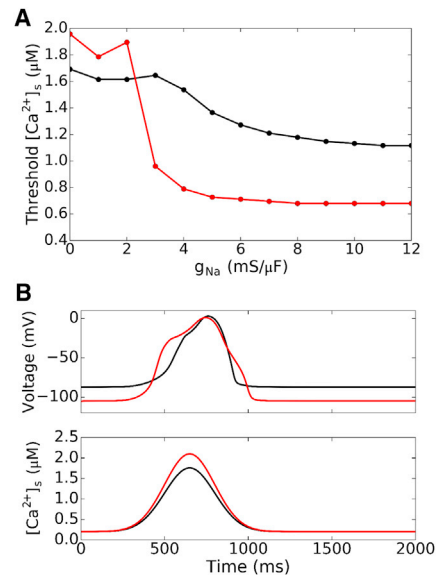 A
Threshold [Ca2+]s (μM)
2.0
1.8
1.6
1.4
1.2
1.0
0.8
0.6
0.4
0 2 4 6 8 10 12
gNa (mS/μF)
B
Voltage (mV)
0
−50
−100
[Ca2+]s (μM)
2.5
2.0
1.5
1.0
0.5
0.0
0 500 1000 1500 2000
Time (ms)